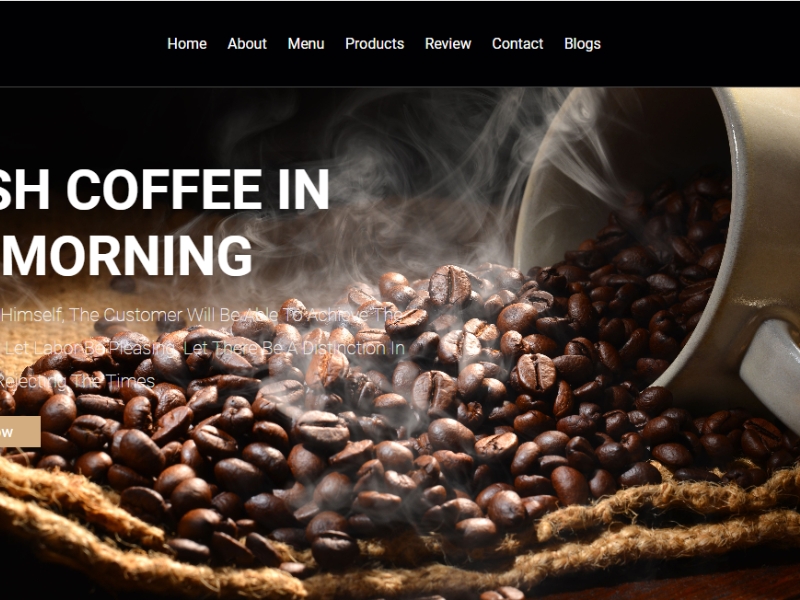 Home About Menu Products Review Contact Blogs
SH COFFEE IN
MORNING
Himself, The Customer Will Be Able To Achieve The
Let Labor Be Pleasing, Let There Be A Distinction In
Rejecting The Times
ow